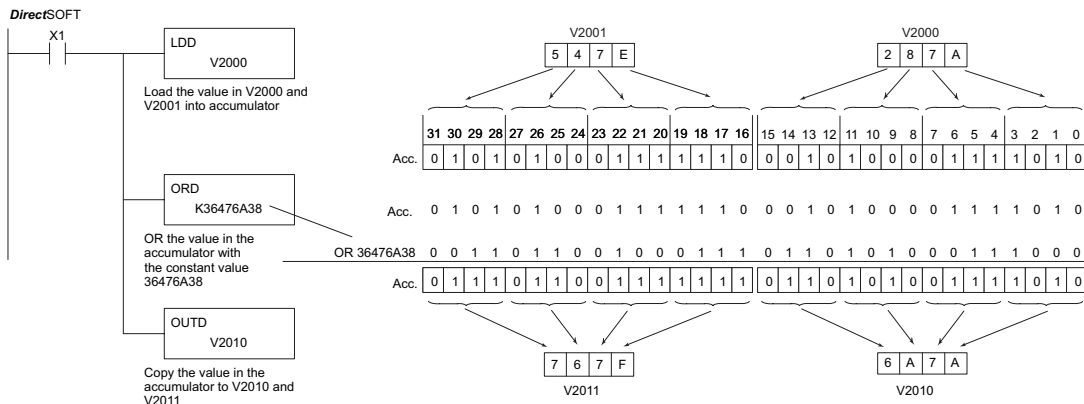 DirectSOFT
X1
LDD
V2000
Load the value in V2000 and
V2001 into accumulator
ORD
K36476A38
OR the value in the
accumulator with
the constant value
36476A38
OUTD
V2010
Copy the value in the
accumulator to V2010 and
V2011
V2001 V2000
5 4 7 E 2 8 7 A
31 30 29 28 27 26 25 24 23 22 21 20 19 18 17 16 15 14 13 12 11 10 9 8 7 6 5 4 3 2 1 0
Acc. 0 1 0 1 0 1 0 0 0 1 1 1 1 1 1 0 0 0 1 0 1 0 0 0 0 1 1 1 1 0 1 0
Acc. 0 1 0 1 0 1 0 0 0 1 1 1 1 1 1 0 0 0 1 0 1 0 0 0 0 1 1 1 1 0 1 0
OR 36476A38 0 0 1 1 0 1 1 0 0 1 0 0 0 1 1 1 0 1 1 0 1 0 1 0 0 0 1 1 1 0 0 0
Acc. 0 1 1 1 0 1 1 0 0 1 1 1 1 1 1 1 0 1 1 0 1 0 1 0 0 1 1 1 1 0 1 0
7 6 7 F 6 A 7 A
V2011 V2010